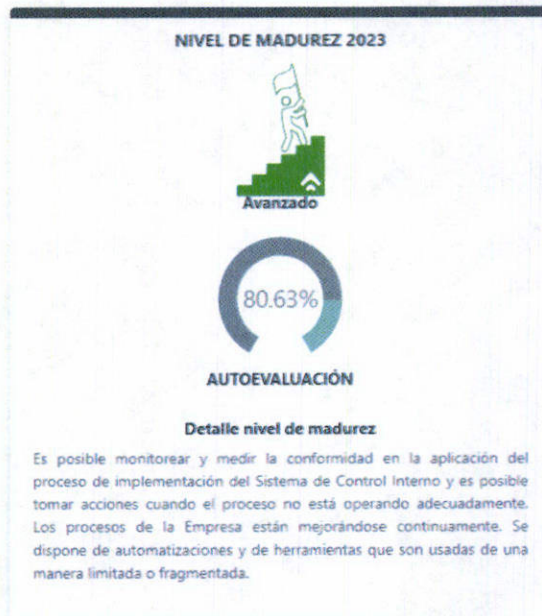 NIVEL DE MADUREZ 2023
Avanzado
80.63%
AUTOEVALUACIÓN
Detalle nivel de madurez
Es posible monitorear y medir la conformidad en la aplicación del
proceso de implementación del Sistema de Control Interno y es posible
tomar acciones cuando el proceso no está operando adecuadamente.
Los procesos de la Empresa están mejorándose continuamente. Se
dispone de automatizaciones y de herramientas que son usadas de una
manera limitada o fragmentada.